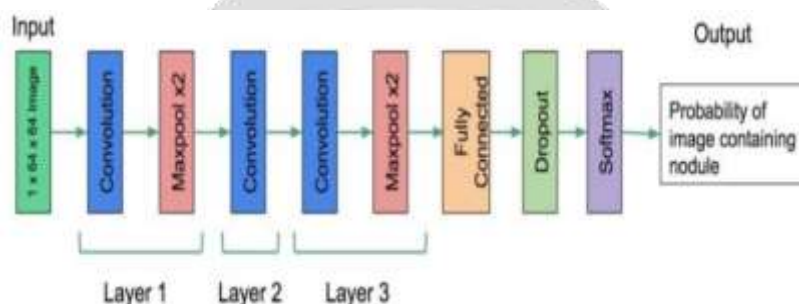 Input
Output
1 x 64 x 64 Image
Convolution
Maxpool x2
Convolution
Convolution
Maxpool x2
Fully
Connected
Dropout
Softmax
Probability of
image containing
nodule
Layer 1
Layer 2
Layer 3